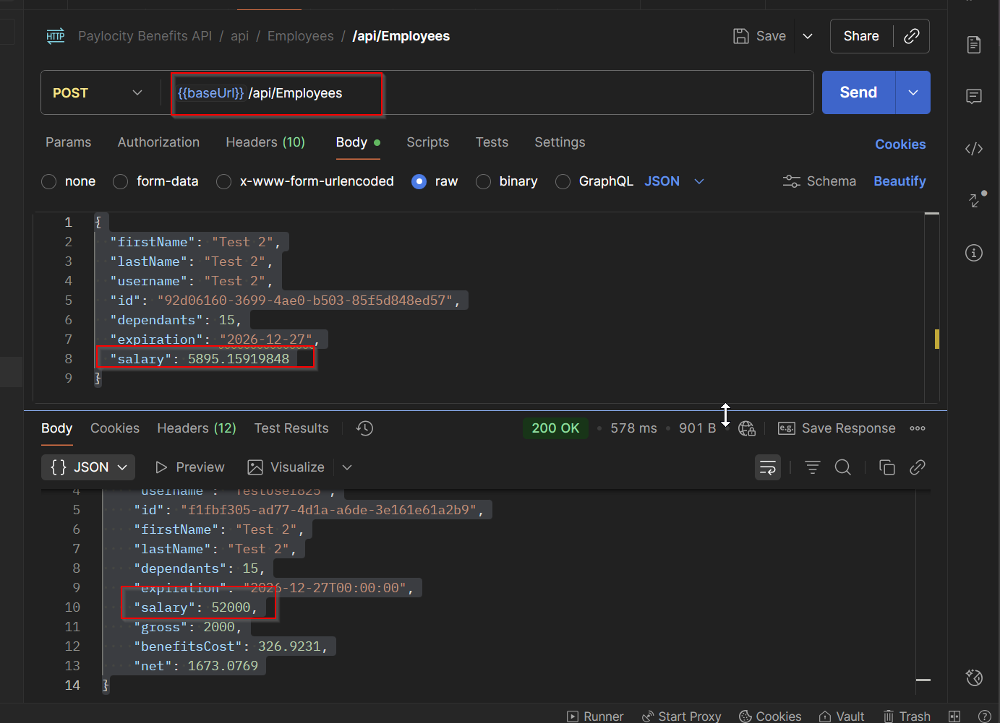 HTTP Paylocity Benefits API / api / Employees / /api/Employees Save Share
POST {{baseUrl}} /api/Employees Send
Params Authorization Headers (10) Body Scripts Tests Settings Cookies
none form-data x-www-form-urlencoded raw binary GraphQL JSON Schema Beautify
1 {
2 "firstName": "Test 2",
3 "lastName": "Test 2",
4 "username": "Test 2",
5 "id": "92d06160-3699-4ae0-b503-85f5d848ed57",
6 "dependants": 15,
7 "expiration": "2026-12-27",
8 "salary": 5895.15919848
9 }
Body Cookies Headers (12) Test Results 200 OK 578 ms 901 B e.g. Save Response
{} JSON Preview Visualize
4 "username": "TestUser825",
5 "id": "f1fbf305-ad77-4d1a-a6de-3e161e61a2b9",
6 "firstName": "Test 2",
7 "lastName": "Test 2",
8 "dependants": 15,
9 "expiration": "2026-12-27T00:00:00",
10 "salary": 52000,
11 "gross": 2000,
12 "benefitsCost": 326.9231,
13 "net": 1673.0769
14 }
Runner Start Proxy Cookies Vault Trash